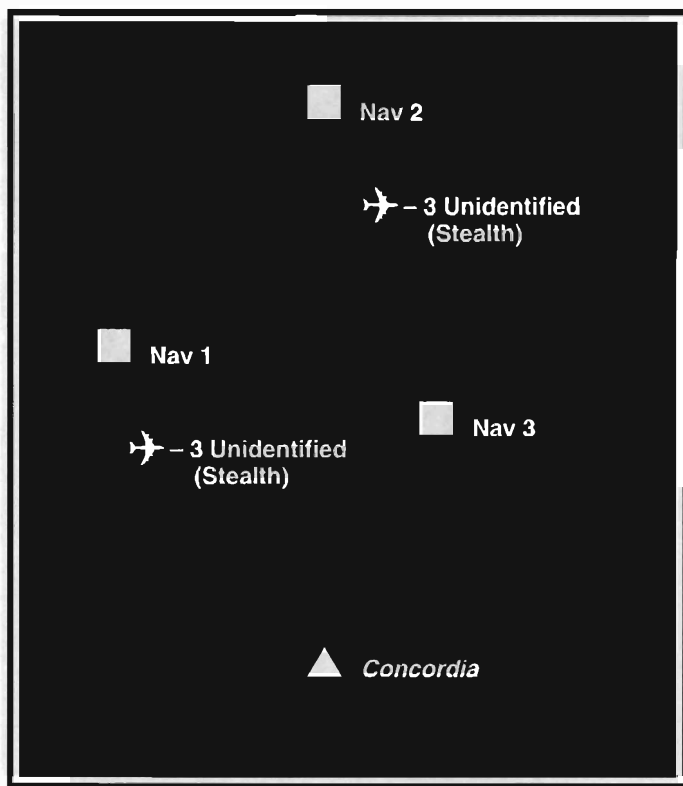 Nav 2
– 3 Unidentified
(Stealth)
Nav 1
Nav 3
– 3 Unidentified
(Stealth)
Concordia